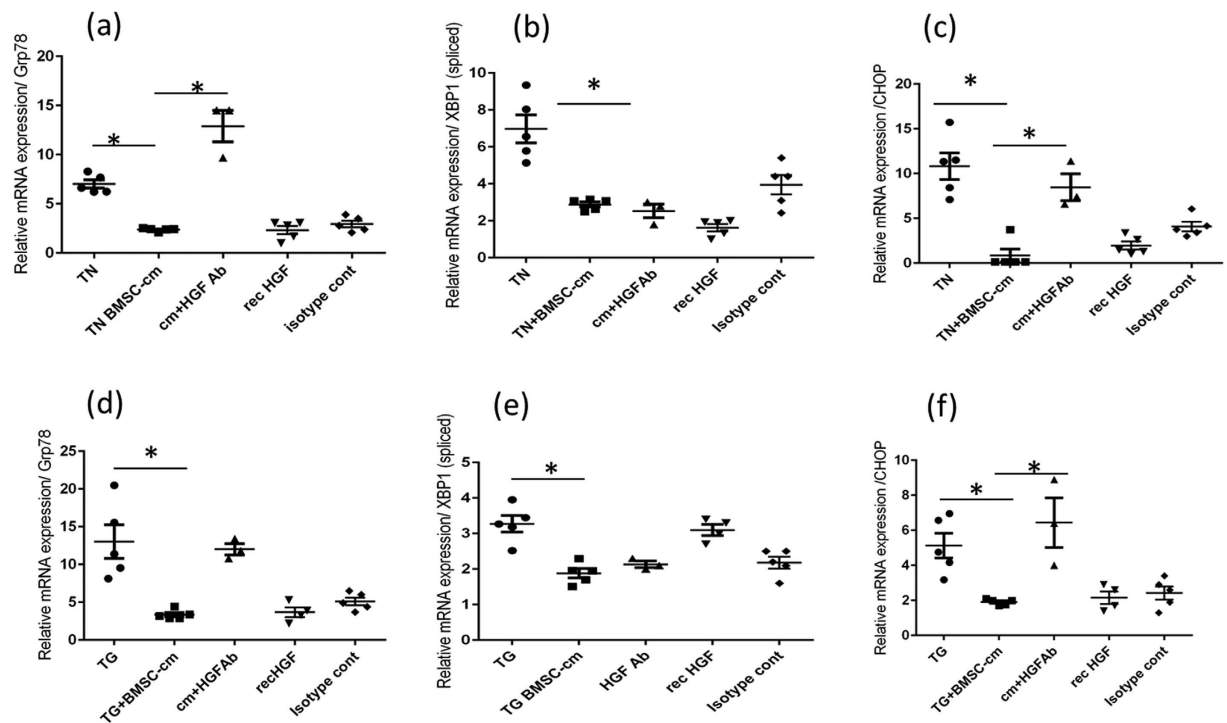 (a)
Relative mRNA expression/ Grp78
20
15
10
5
0
*
*
TN
TN BMSC-cm
cm+HGF Ab
rec HGF
isotype cont
(b)
Relative mRNA expression/ XBP1 (spliced)
10
8
6
4
2
0
*
TN
TN+BMSC-cm
cm+HGFAb
rec HGF
Isotype cont
(c)
Relative mRNA expression /CHOP
20
15
10
5
0
*
*
TN
TN+BMSC-cm
cm+HGFAb
rec HGF
Isotype cont
(d)
Relative mRNA expression/ Grp78
25
20
15
10
5
0
*
TG
TG+BMSC-cm
cm+HGFAb
recHGF
Isotype cont
(e)
Relative mRNA expression/ XBP1 (spliced)
5
4
3
2
1
0
*
TG
TG BMSC-cm
HGF Ab
rec HGF
Isotype cont
(f)
Relative mRNA expression /CHOP
10
8
6
4
2
0
*
*
TG
TG+BMSC-cm
cm+HGFAb
rec HGF
Isotype cont